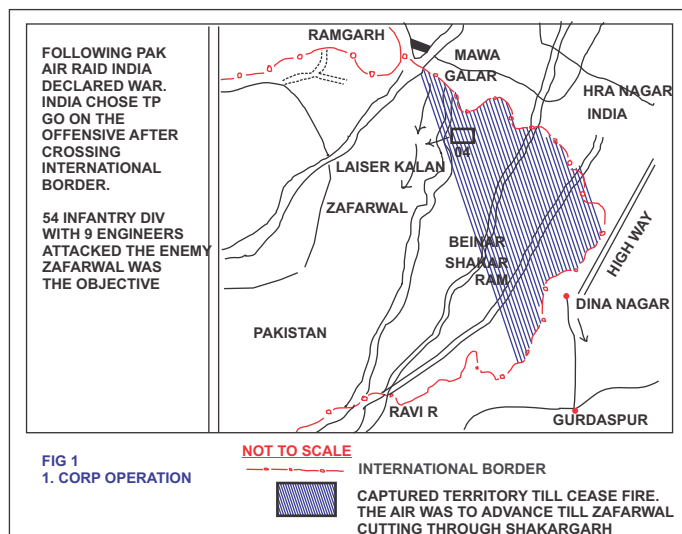 FOLLOWING PAK
AIR RAID INDIA
DECLARED WAR.
INDIA CHOSE TP
GO ON THE
OFFENSIVE AFTER
CROSSING
INTERNATIONAL
BORDER.
54 INFANTRY DIV
WITH 9 ENGINEERS
ATTACKED THE ENEMY
ZAFARWAL WAS
THE OBJECTIVE
RAMGARH
MAWA
GALAR
HRA NAGAR
INDIA
04
LAISER KALAN
ZAFARWAL
BEINAR
SHAKAR
RAM
HIGH WAY
DINA NAGAR
PAKISTAN
RAVI R
GURDASPUR
FIG 1
1. CORP OPERATION
NOT TO SCALE
INTERNATIONAL BORDER
CAPTURED TERRITORY TILL CEASE FIRE.
THE AIR WAS TO ADVANCE TILL ZAFARWAL
CUTTING THROUGH SHAKARGARH